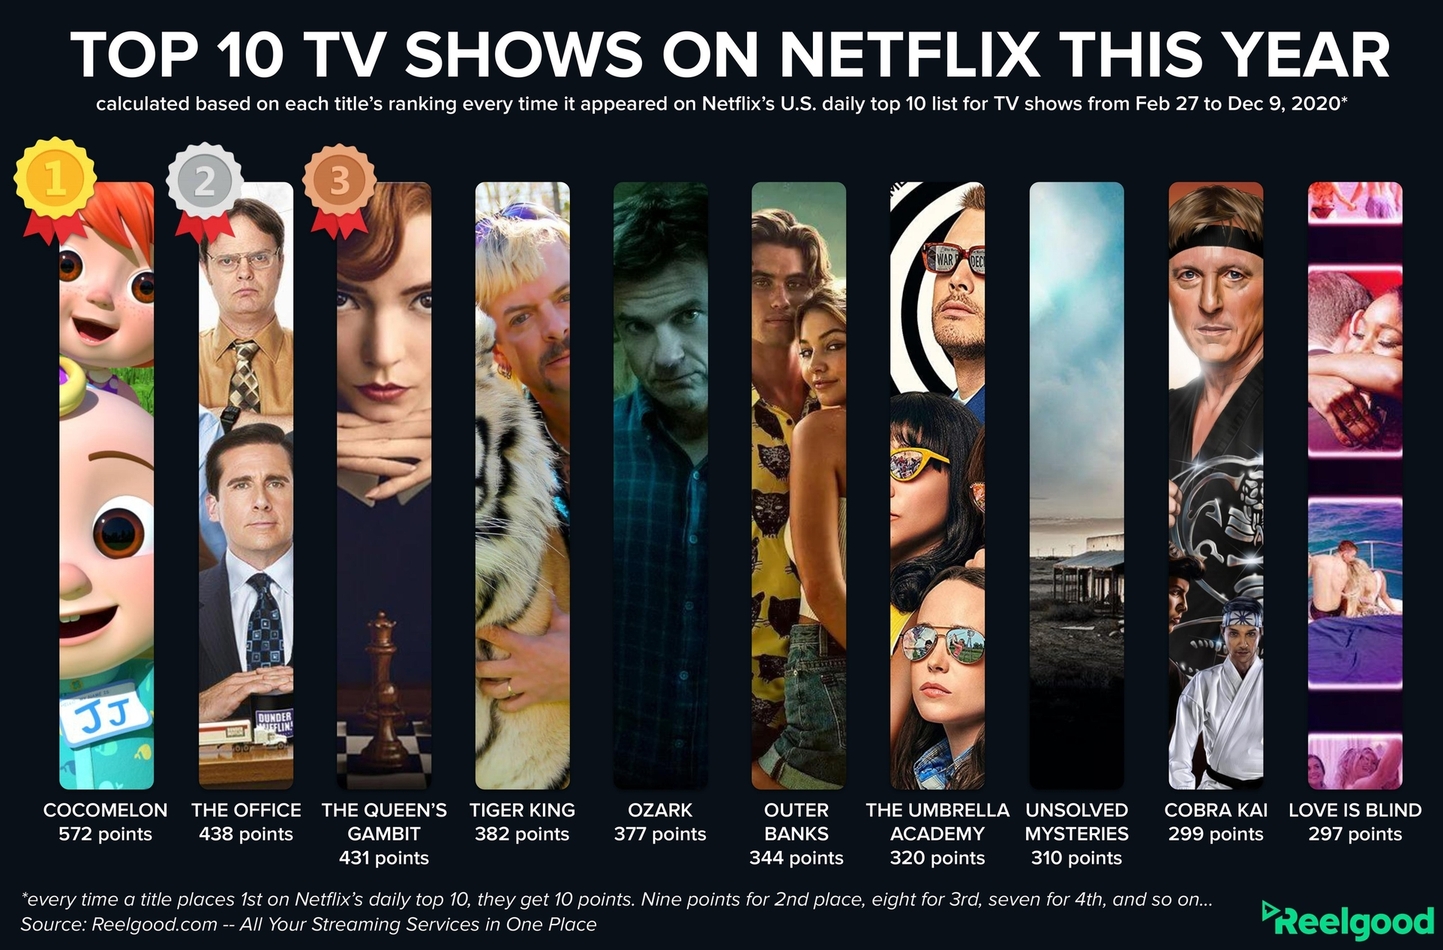 TOP 10 TV SHOWS ON NETFLIX THIS YEAR
calculated based on each title's ranking every time it appeared on Netflix's U.S. daily top 10 list for TV shows from Feb 27 to Dec 9, 2020*
1
2
3
WAR
DEC
JJ
DUNDER
MIFFLIN
COCOMELON
572 points
THE OFFICE
438 points
THE QUEEN'S
GAMBIT
431 points
TIGER KING
382 points
OZARK
377 points
OUTER
BANKS
344 points
THE UMBRELLA
ACADEMY
320 points
UNSOLVED
MYSTERIES
310 points
COBRA KAI
299 points
LOVE IS BLIND
297 points
*every time a title places 1st on Netflix's daily top 10, they get 10 points. Nine points for 2nd place, eight for 3rd, seven for 4th, and so on...
Source: Reelgood.com -- All Your Streaming Services in One Place
Reelgood